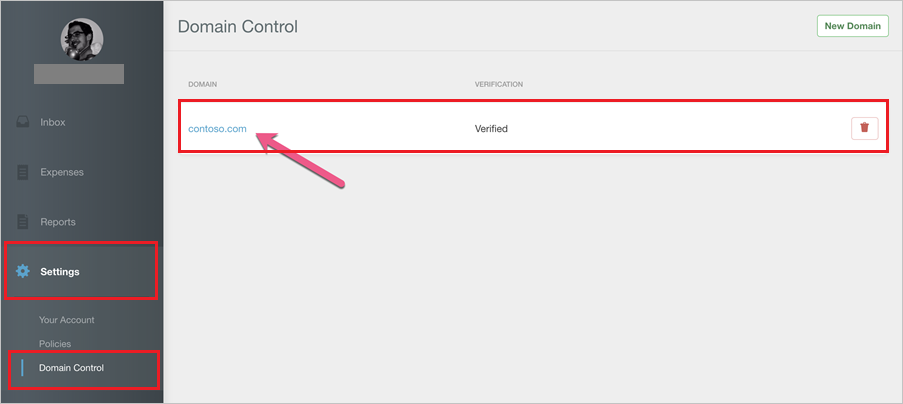 Domain Control
New Domain
DOMAIN VERIFICATION
contoso.com Verified
Inbox
Expenses
Reports
Settings
Your Account
Policies
Domain Control